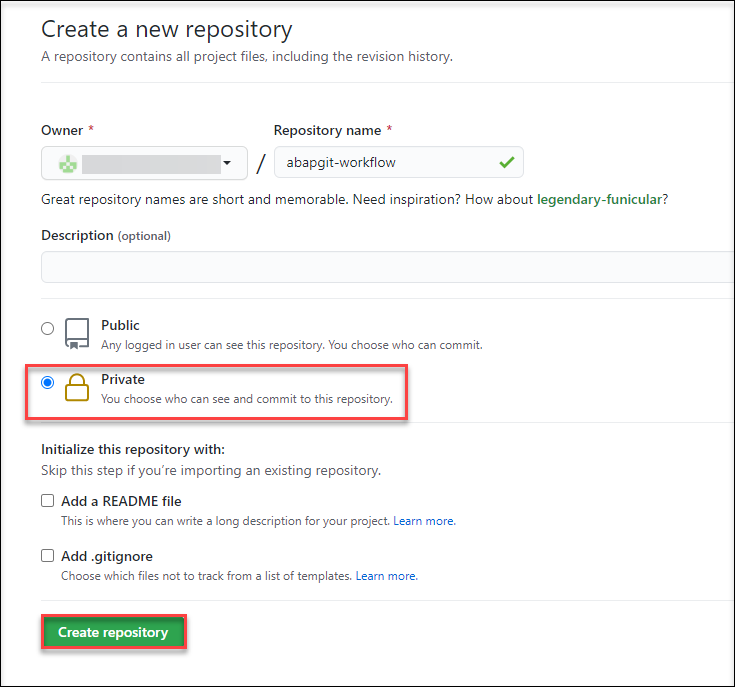 Create a new repository
A repository contains all project files, including the revision history.
Owner * Repository name *
/ abapgit-workflow
Great repository names are short and memorable. Need inspiration? How about legendary-funicular?
Description (optional)
Public
Any logged in user can see this repository. You choose who can commit.
Private
You choose who can see and commit to this repository.
Initialize this repository with:
Skip this step if you’re importing an existing repository.
Add a README file
This is where you can write a long description for your project. Learn more.
Add .gitignore
Choose which files not to track from a list of templates. Learn more.
Create repository